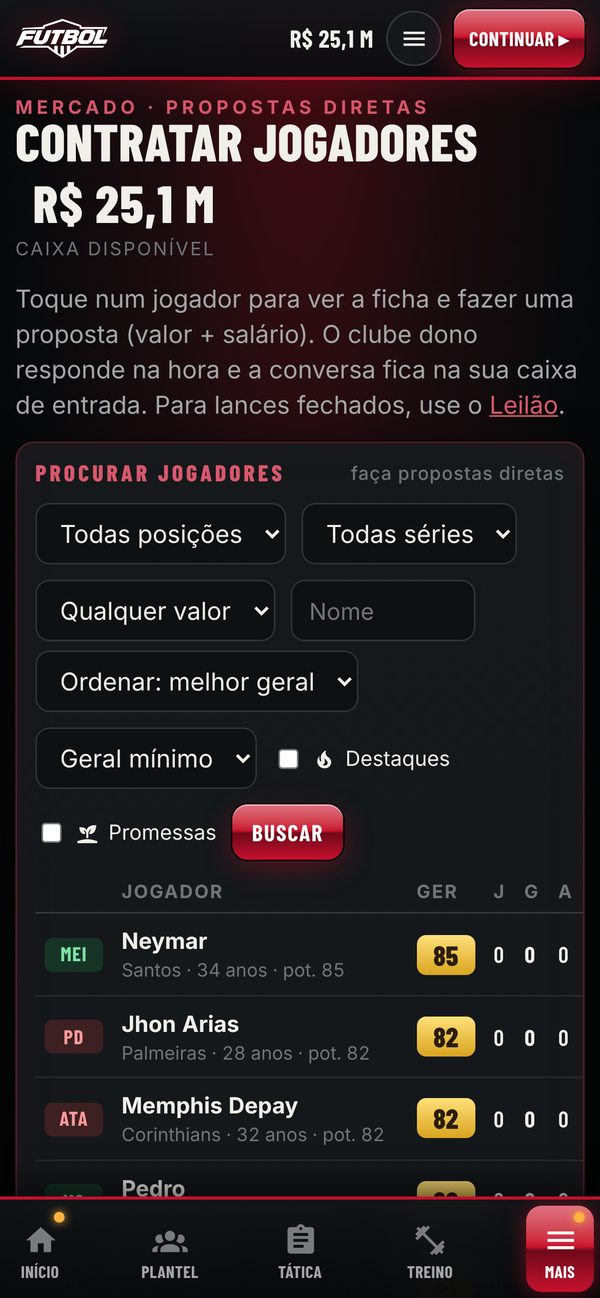 FUTBOL
R$ 25,1 M
CONTINUAR ▶
MERCADO · PROPOSTAS DIRETAS
CONTRATAR JOGADORES
R$ 25,1 M
CAIXA DISPONÍVEL
Toque num jogador para ver a ficha e fazer uma
proposta (valor + salário). O clube dono
responde na hora e a conversa fica na sua caixa
de entrada. Para lances fechados, use o Leilão.
PROCURAR JOGADORES
faça propostas diretas
Todas posições
Todas séries
Qualquer valor
Nome
Ordenar: melhor geral
Geral mínimo
Destaques
Promessas
BUSCAR
JOGADOR GER J G A
MEI Neymar 85 0 0 0
Santos · 34 anos · pot. 85
PD Jhon Arias 82 0 0 0
Palmeiras · 28 anos · pot. 82
ATA Memphis Depay 82 0 0 0
Corinthians · 32 anos · pot. 82
Pedro
INÍCIO
PLANTEL
TÁTICA
TREINO
MAIS